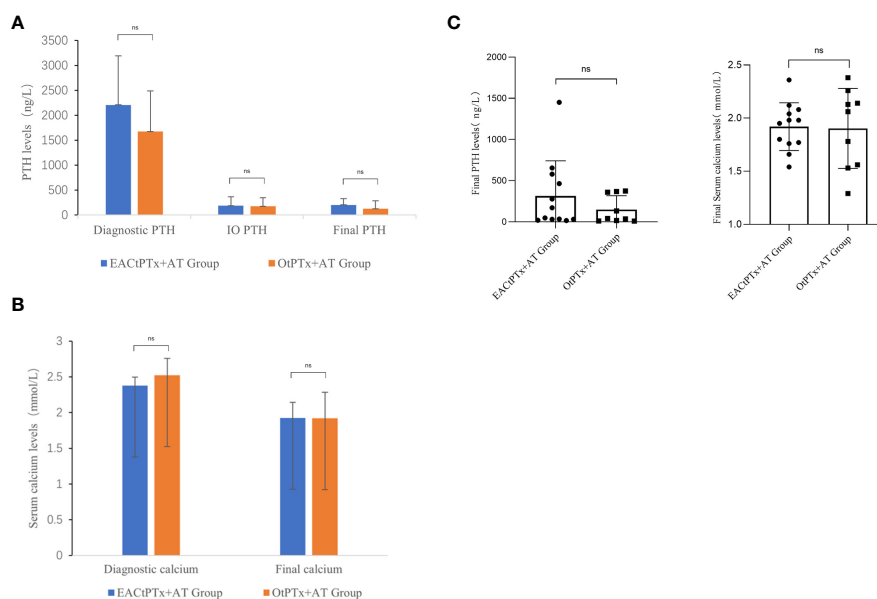 A
PTH levels (ng/L)
3500
3000
2500
2000
1500
1000
500
0
ns
ns
ns
Diagnostic PTH
IO PTH
Final PTH
EACtPTx+AT Group
OtPTx+AT Group
B
Serum calcium levels (mmol/L)
3
2.5
2
1.5
1
0.5
0
ns
ns
Diagnostic calcium
Final calcium
EACtPTx+AT Group
OtPTx+AT Group
C
Final PTH levels( ng/L)
2000
1500
1000
500
0
ns
EACtPTx+AT Group
OtPTx+AT Group
Final Serum calcium levels( mmol/L)
2.5
2.0
1.5
1.0
ns
EACtPTx+AT Group
OtPTx+AT Group